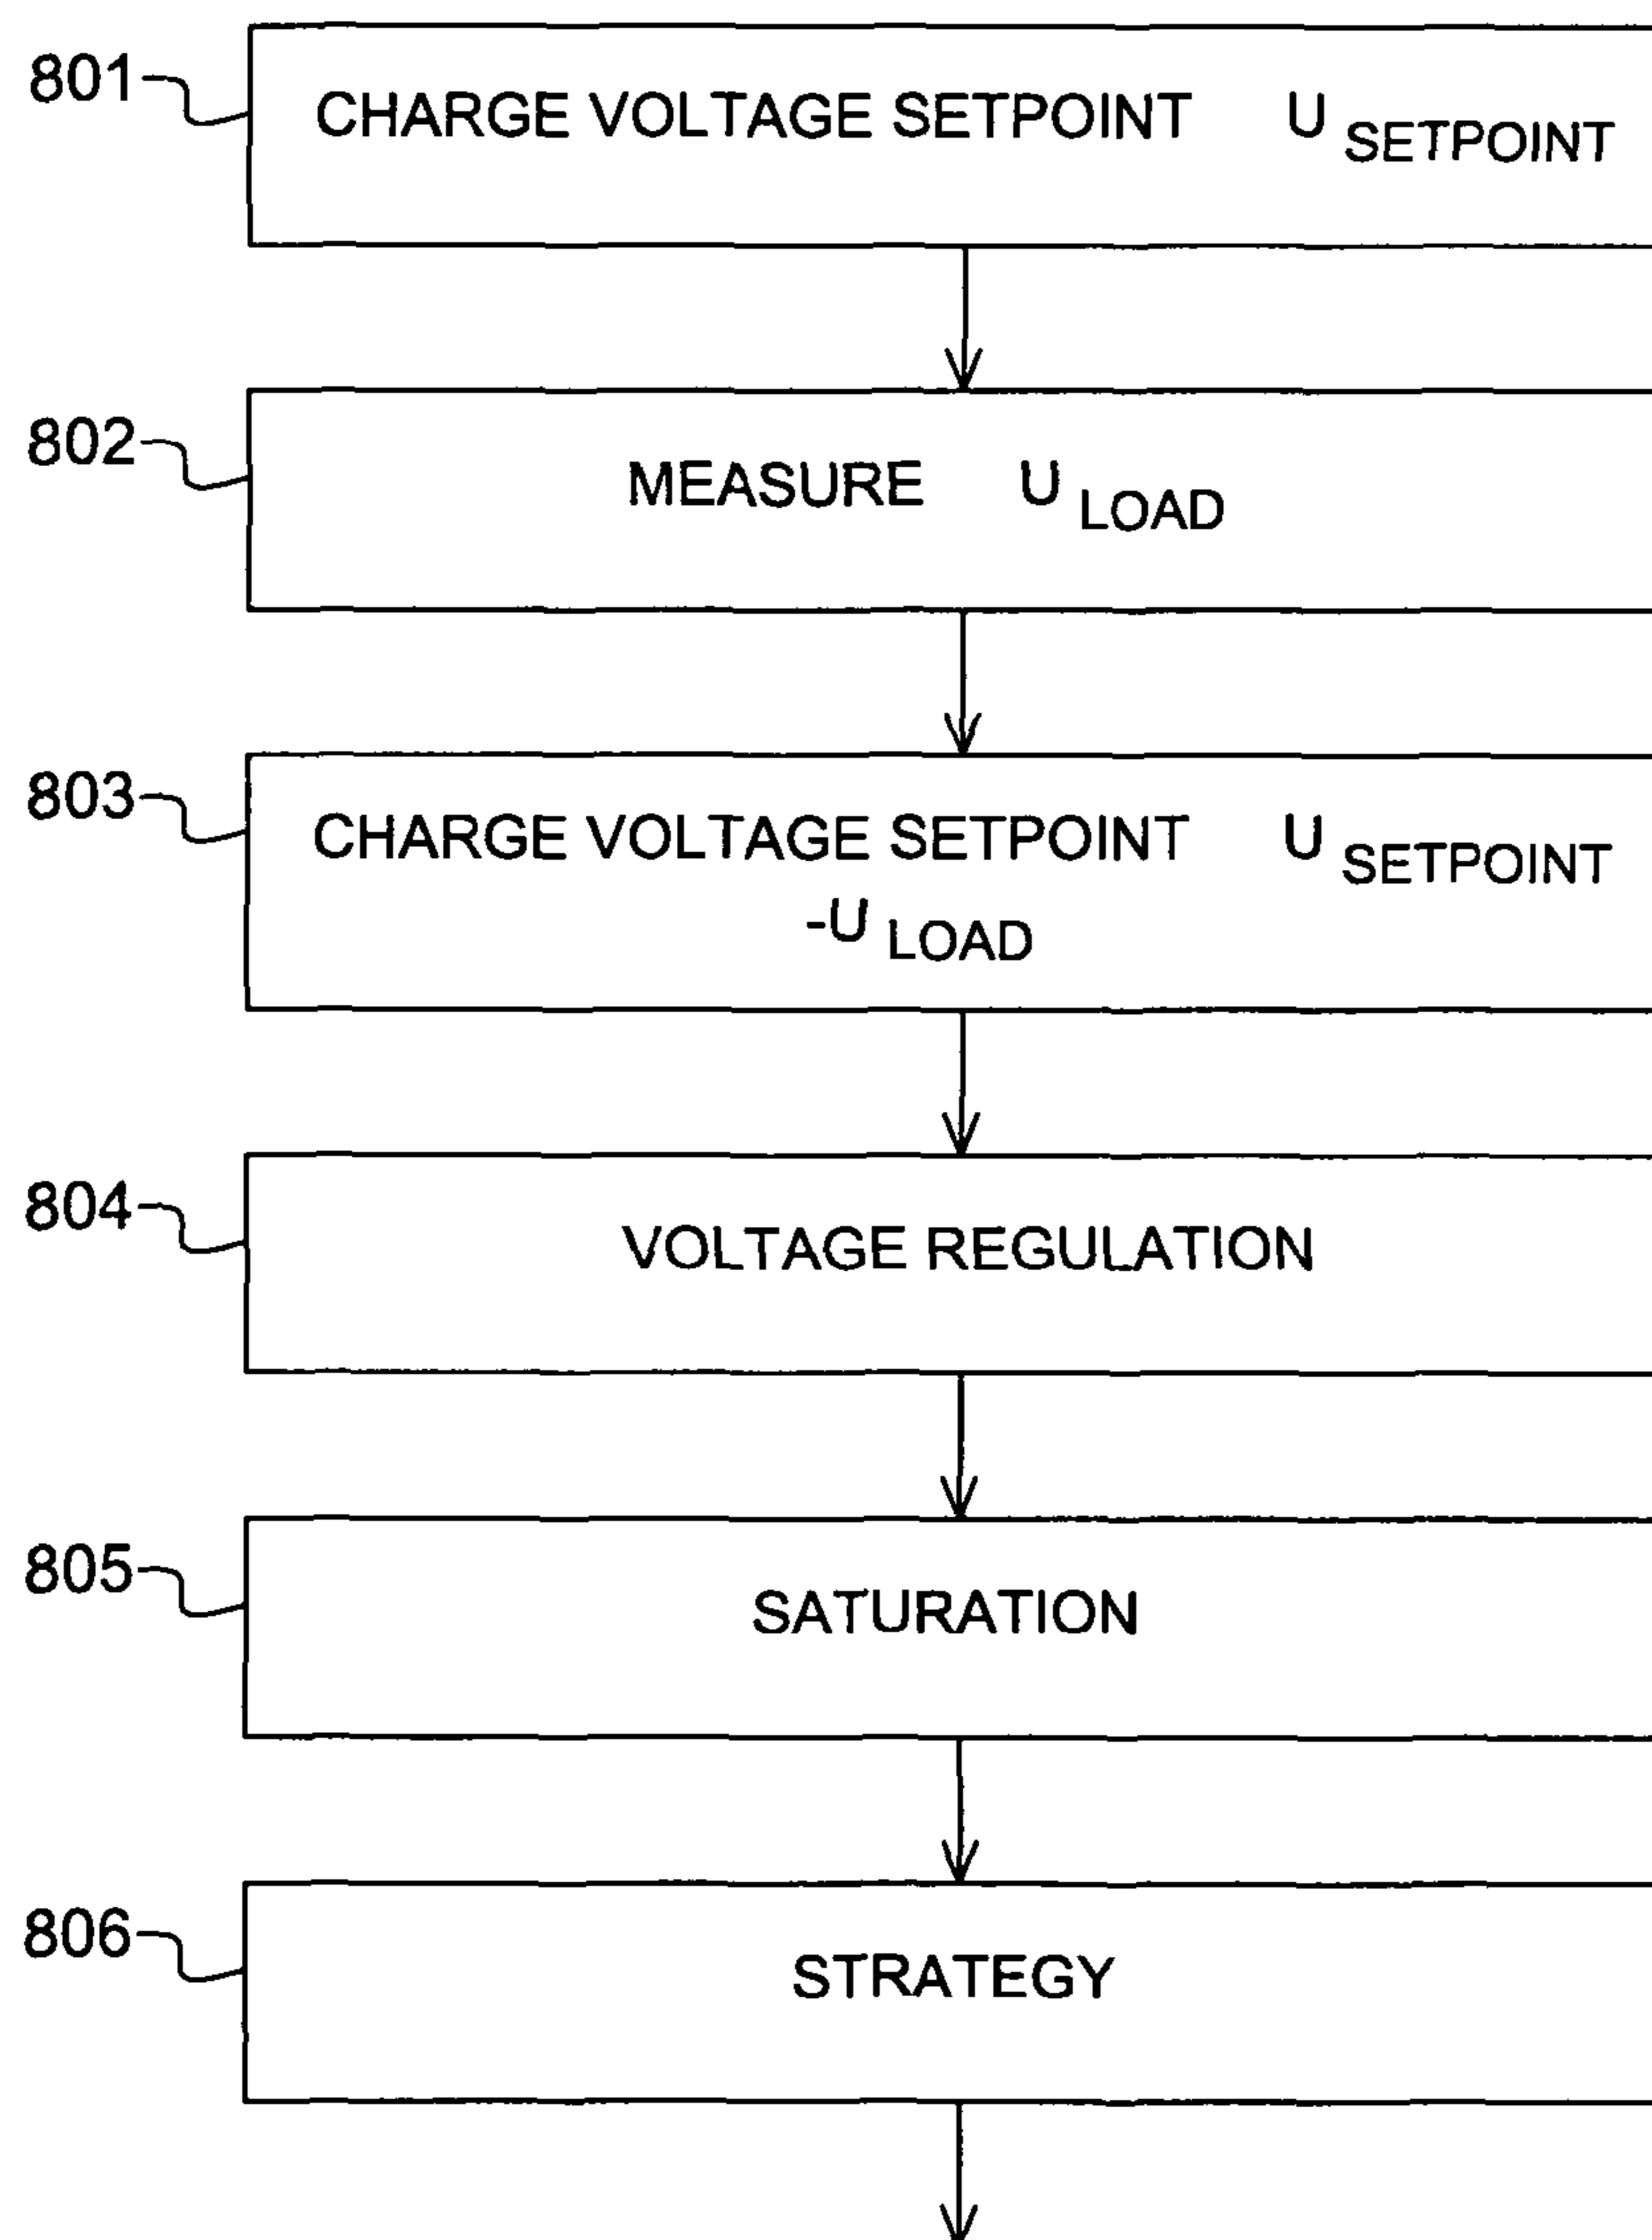 801 CHARGE VOLTAGE SETPOINT U SETPOINT
802 MEASURE U LOAD
803 CHARGE VOLTAGE SETPOINT U SETPOINT
-U LOAD
804 VOLTAGE REGULATION
805 SATURATION
806 STRATEGY